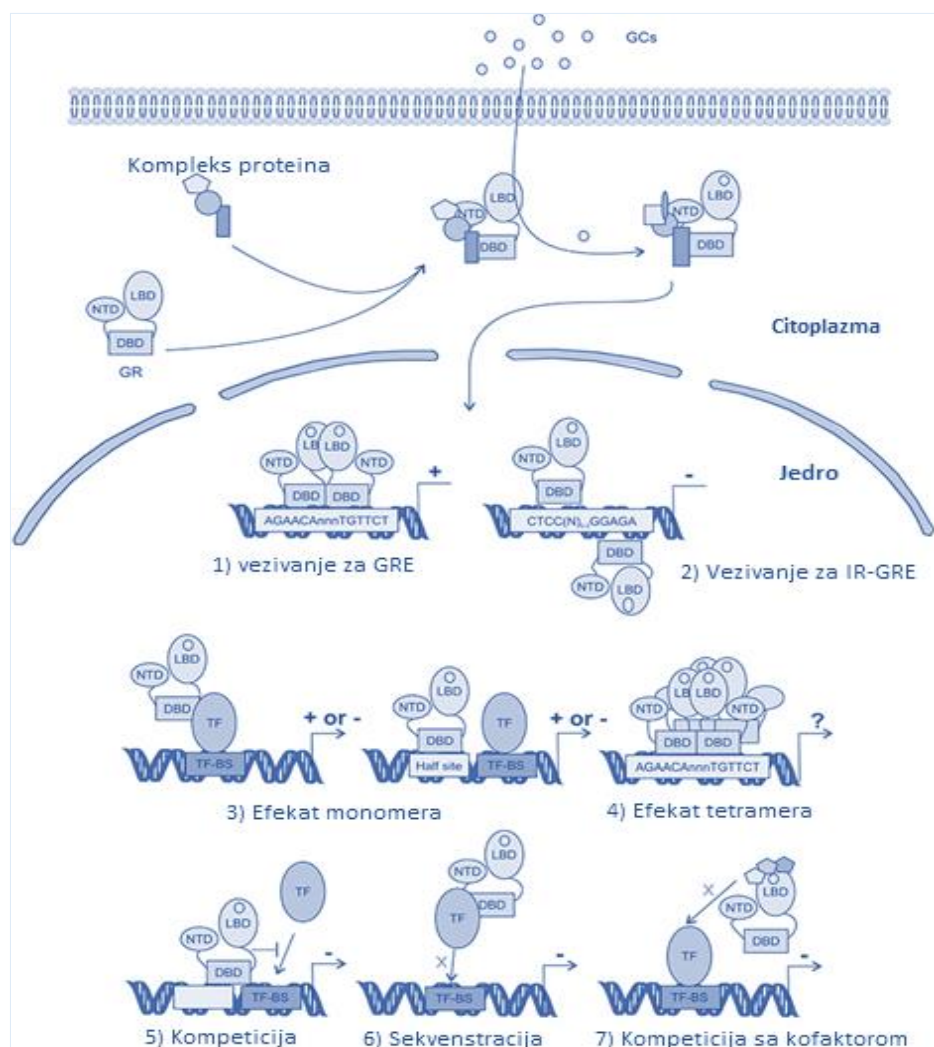 GCs
Kompleks proteina
LBD
NTD
DBD
NTD
LBD
DBD
LBD
NTD
DBD
GR
Citoplazma
Jedro
LBD LBD
NTD NTD
DBD DBD
+
AGAACAnnnTGTTCT
1) vezivanje za GRE
LBD
NTD
DBD
-
CTCC(N) GGAGA
DBD
NTD
LBD
2) Vezivanje za IR-GRE
LBD
NTD
DBD
TF
TF-BS
+ or -
LBD
NTD
DBD
TF
Half site
TF-BS
+ or -
3) Efekat monomera
LB LBD
NTD NTD
DBD DBD
?
AGAACAnnnTGTTCT
4) Efekat tetramera
TF
LBD
NTD
DBD
TF-BS
-
5) Kompeticija
LBD
NTD
DBD
TF
X
TF-BS
-
6) Sekvenstracija
X
LBD
NTD
DBD
TF
TF-BS
-
7) Kompeticija sa kofaktorom